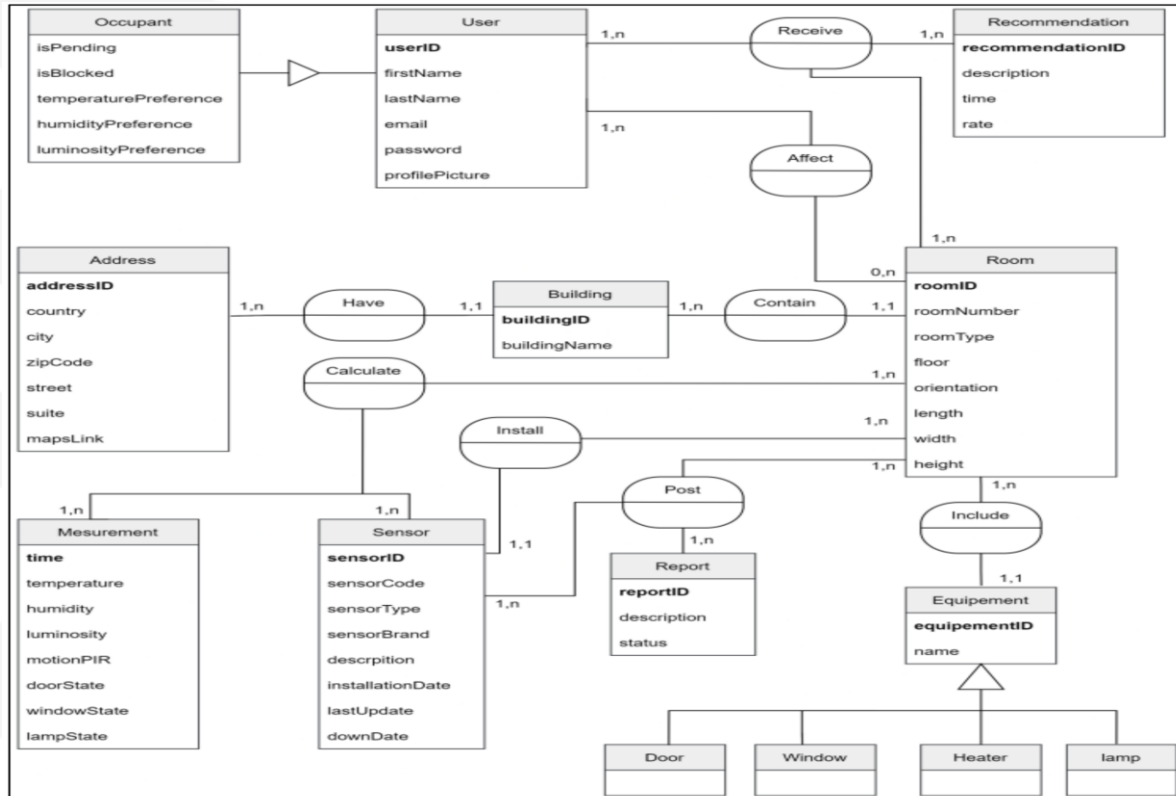 Occupant
isPending
isBlocked
temperaturePreference
humidityPreference
luminosityPreference
User
userID
firstName
lastName
email
password
profilePicture
1,n
Receive
1,n
Recommendation
recommendationID
description
time
rate
1,n
Affect
1,n
0,n
Address
addressID
country
city
zipCode
street
suite
mapsLink
1,n
Have
1,1
Building
buildingID
buildingName
1,n
Contain
1,1
Room
roomID
roomNumber
roomType
floor
orientation
length
width
height
Calculate
1,n
Install
1,n
1,n
Post
1,n
Include
1,n
1,n
1,1
1,n
1,n
1,1
Mesurement
time
temperature
humidity
luminosity
motionPIR
doorState
windowState
lampState
Sensor
sensorID
sensorCode
sensorType
sensorBrand
descrpition
installationDate
lastUpdate
downDate
Report
reportID
description
status
Equipement
equipementID
name
Door
Window
Heater
lamp